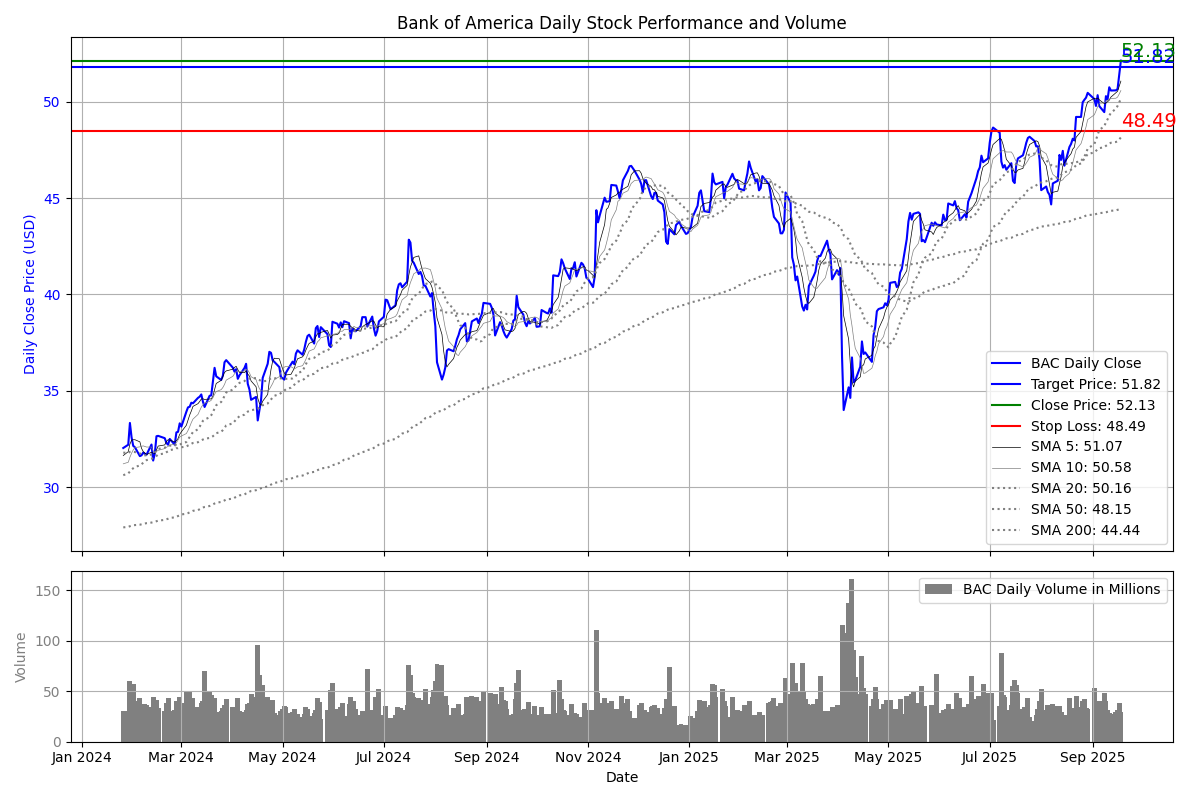 Bank of America Daily Stock Performance and Volume
52.13
51.82
50
48.49
45
40
35
30
Daily Close Price (USD)
BAC Daily Close
Target Price: 51.82
Close Price: 52.13
Stop Loss: 48.49
SMA 5: 51.07
SMA 10: 50.58
SMA 20: 50.16
SMA 50: 48.15
SMA 200: 44.44
BAC Daily Volume in Millions
150
100
50
0
Volume
Jan 2024 Mar 2024 May 2024 Jul 2024 Sep 2024 Nov 2024 Jan 2025 Mar 2025 May 2025 Jul 2025 Sep 2025
Date